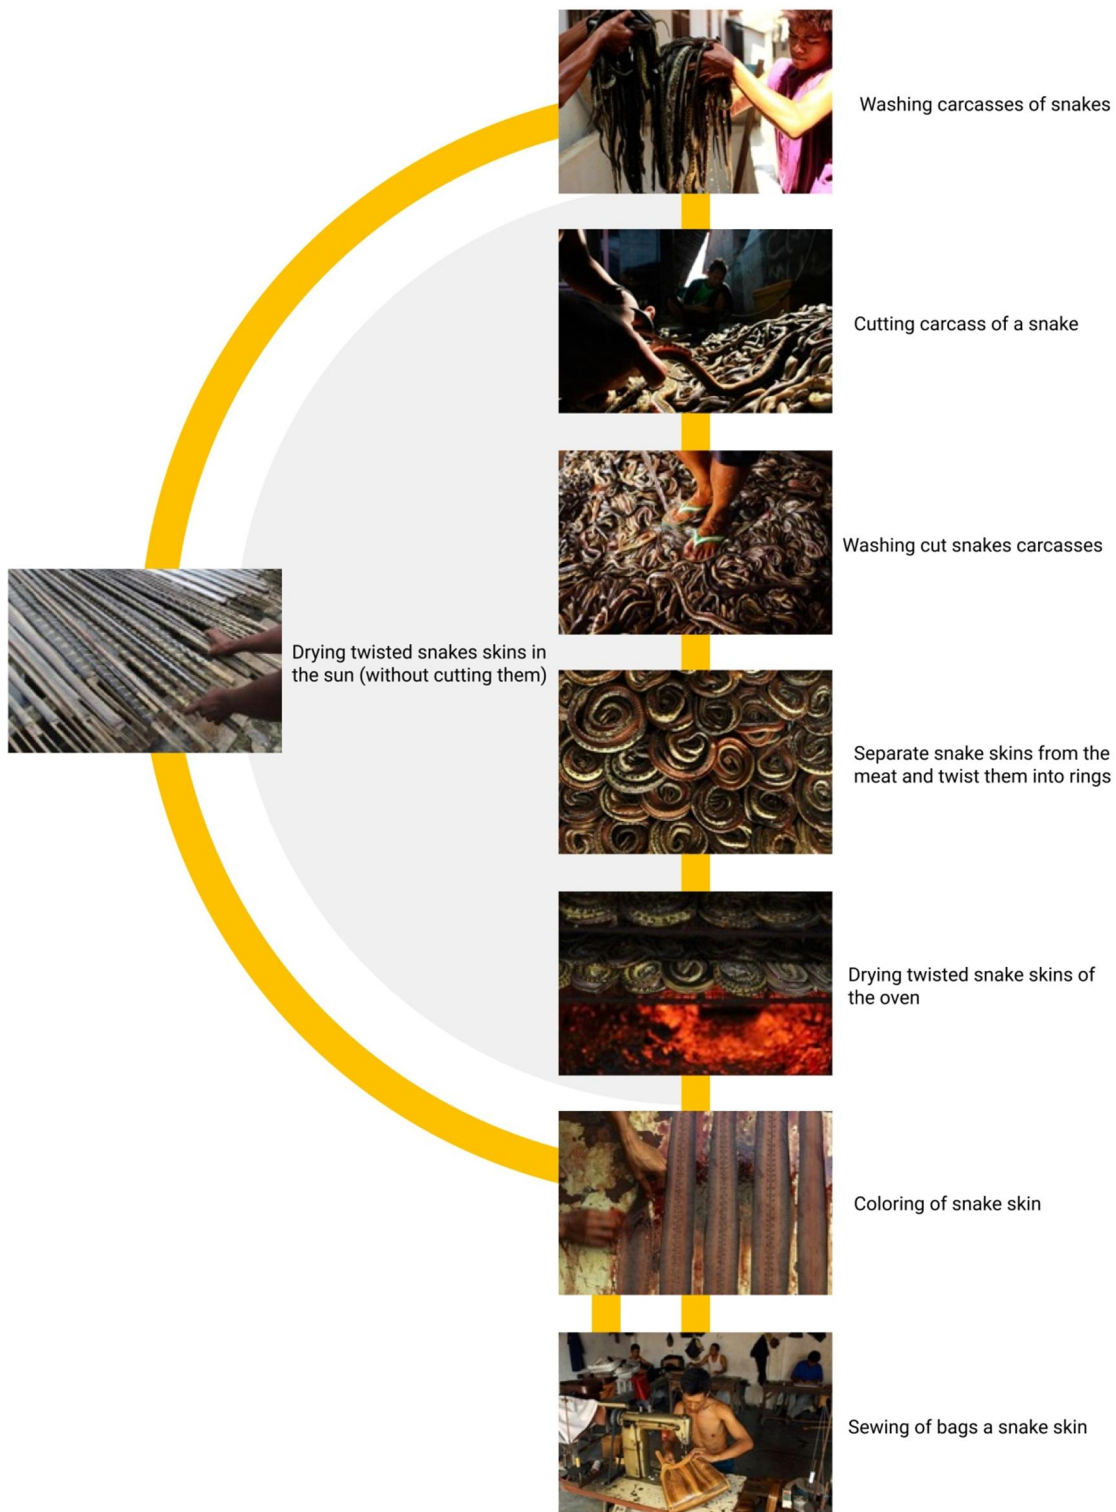 Washing carcasses of snakes
Cutting carcass of a snake
Washing cut snakes carcasses
Drying twisted snakes skins in
the sun (without cutting them)
Separate snake skins from the
meat and twist them into rings
Drying twisted snake skins of
the oven
Coloring of snake skin
Sewing of bags a snake skin